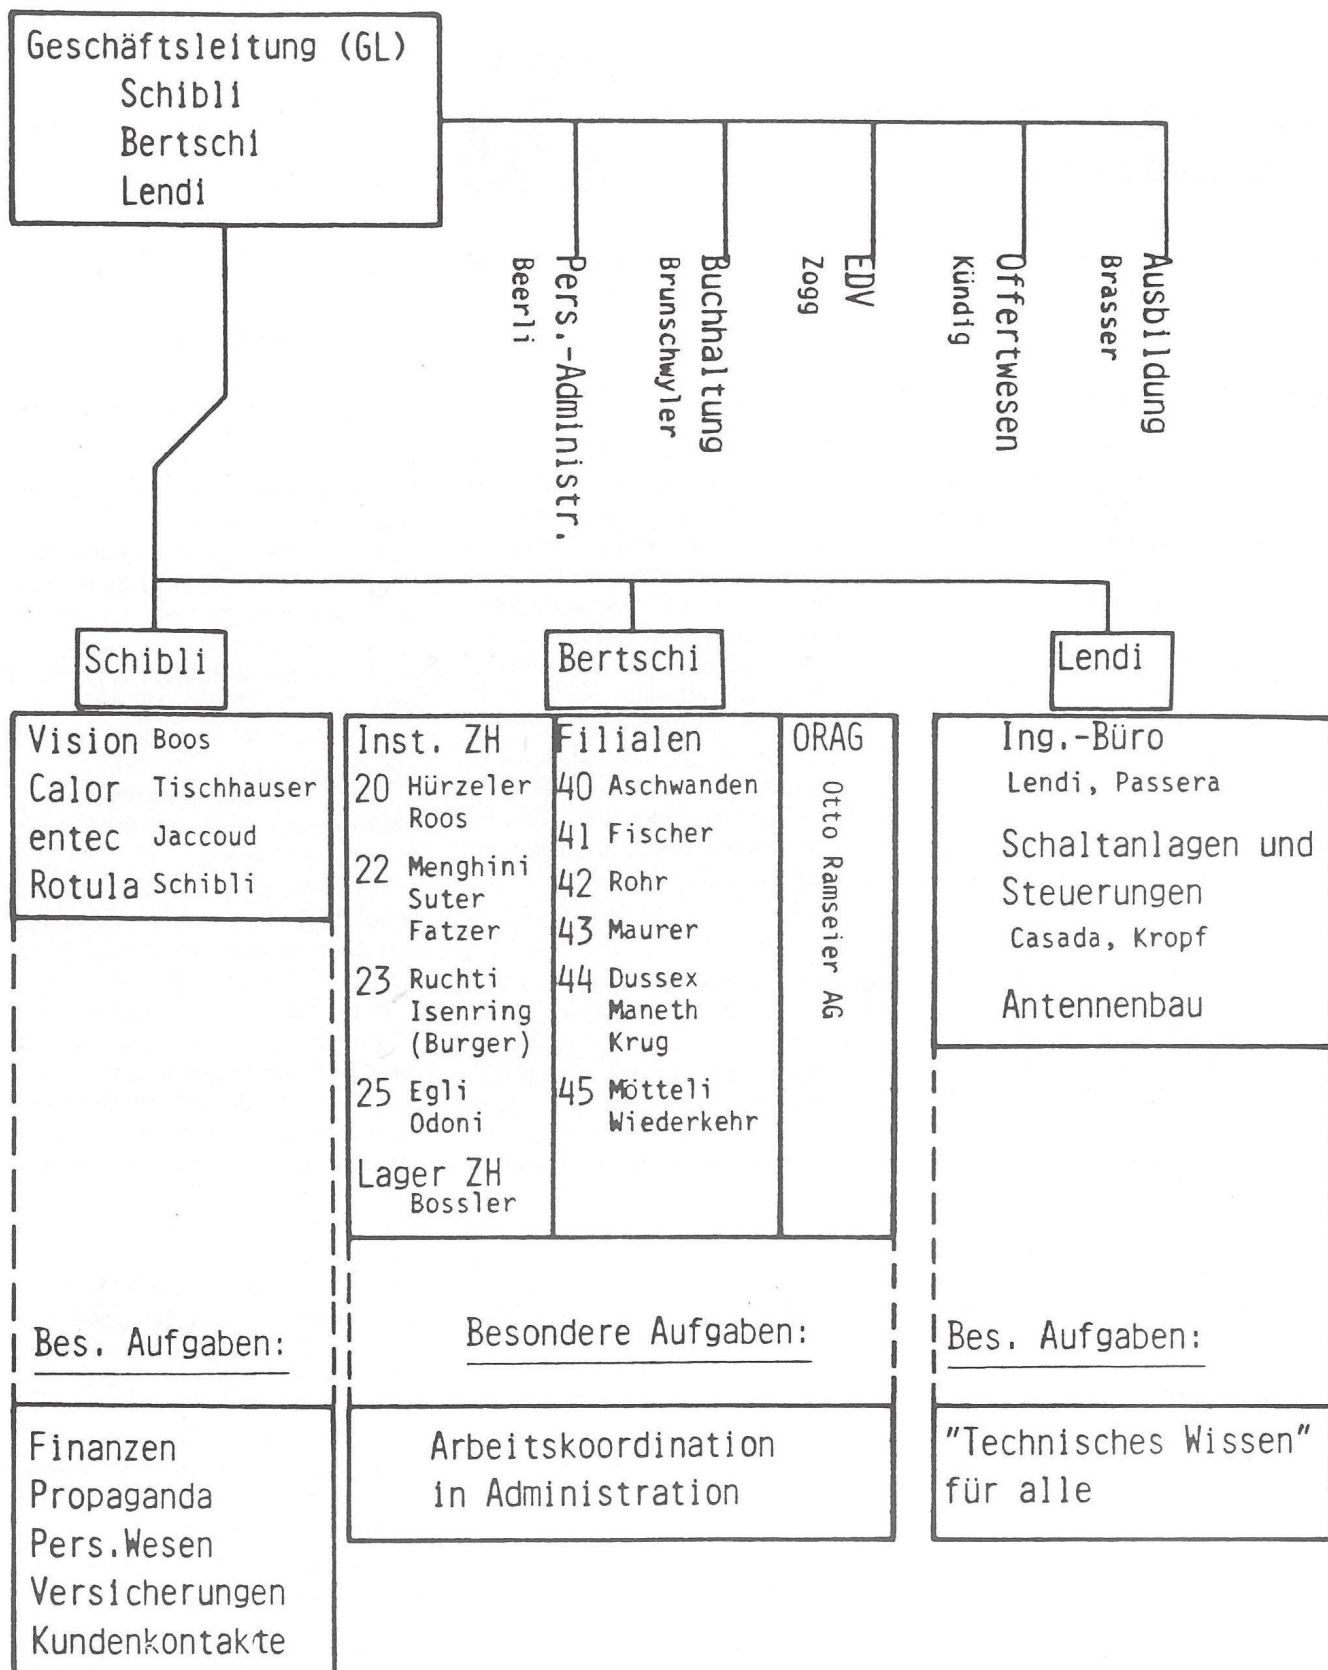 Geschäftsleitung (GL)
Schibli
Bertschi
Lendi
Pers.-Administr.
Beerli
Buchhaltung
Brunschwyler
EDV
Zogg
Offertwesen
Kündig
Ausbildung
Brasser
Schibli
Vision Boos
Calor Tischhauser
entec Jaccoud
Rotula Schibli
Bes. Aufgaben:
Finanzen
Propaganda
Pers.Wesen
Versicherungen
Kundenkontakte
Bertschi
Inst. ZH
20 Hürzeler
Roos
22 Menghini
Suter
Fatzer
23 Ruchti
Isenring
(Burger)
25 Egli
Odoni
Lager ZH
Bossler
Filialen
40 Aschwanden
41 Fischer
42 Rohr
43 Maurer
44 Dussex
Maneth
Krug
45 Mötteli
Wiederkehr
ORAG
Otto Ramseier AG
Besondere Aufgaben:
Arbeitskoordination
in Administration
Lendi
Ing.-Büro
Lendi, Passera
Schaltanlagen und
Steuerungen
Casada, Kropf
Antennenbau
Bes. Aufgaben:
"Technisches Wissen"
für alle